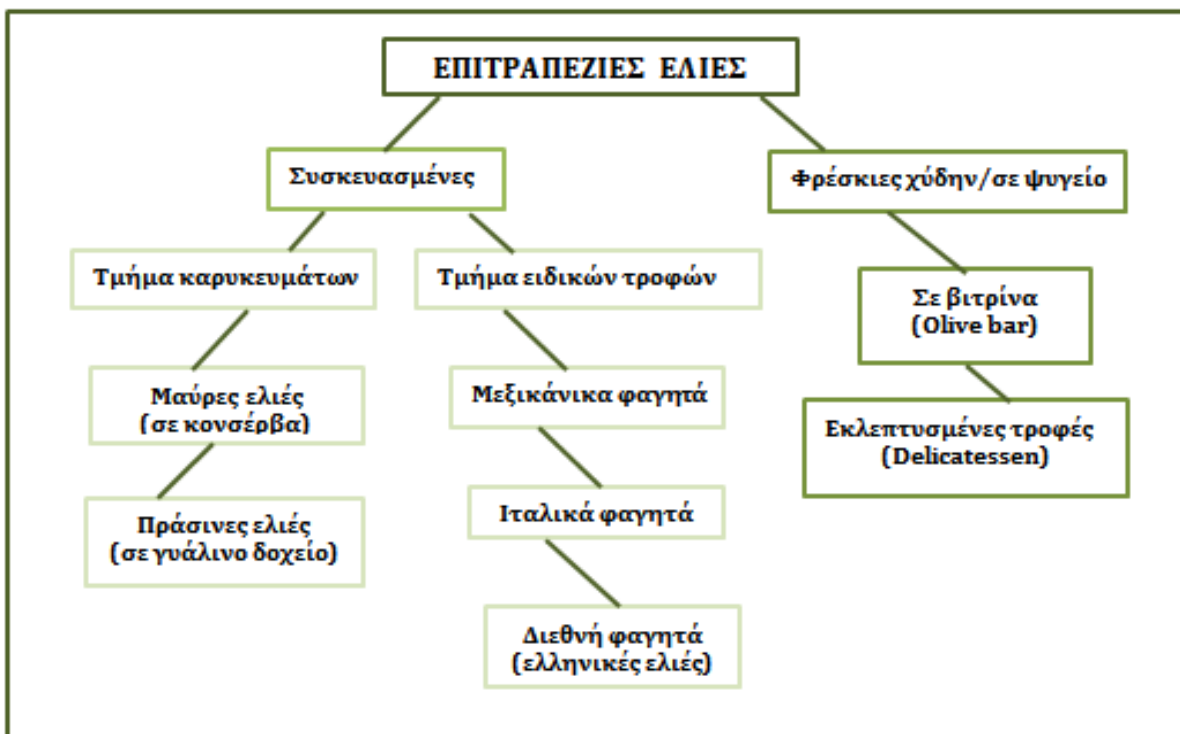 ΕΠΙΤΡΑΠΕΖΙΕΣ ΕΛΙΕΣ
Συσκευασμένες
Φρέσκιες χύδην/σε ψυγείο
Τμήμα καρυκευμάτων
Τμήμα ειδικών τροφών
Σε βιτρίνα
(Olive bar)
Μαύρες ελιές
(σε κονσέρβα)
Μεξικάνικα φαγητά
Εκλεπτυσμένες τροφές
(Delicatessen)
Πράσινες ελιές
(σε γυάλινο δοχείο)
Ιταλικά φαγητά
Διεθνή φαγητά
(ελληνικές ελιές)